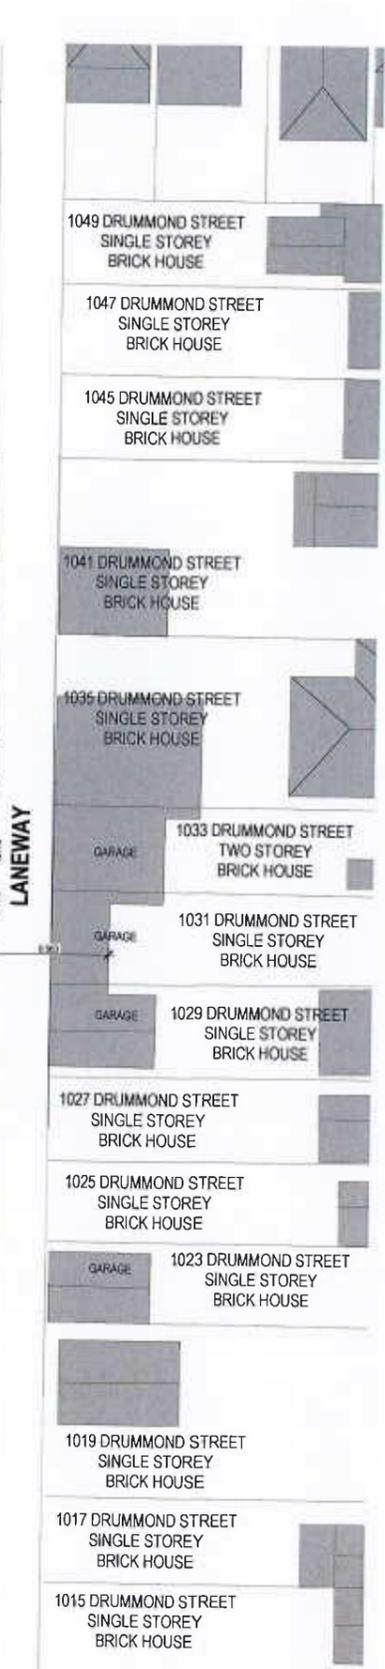 1049 DRUMMOND STREET
SINGLE STOREY
BRICK HOUSE
1047 DRUMMOND STREET
SINGLE STOREY
BRICK HOUSE
1045 DRUMMOND STREET
SINGLE STOREY
BRICK HOUSE
1041 DRUMMOND STREET
SINGLE STOREY
BRICK HOUSE
1035 DRUMMOND STREET
SINGLE STOREY
BRICK HOUSE
LANEWAY
GARAGE
1033 DRUMMOND STREET
TWO STOREY
BRICK HOUSE
GARAGE
1031 DRUMMOND STREET
SINGLE STOREY
BRICK HOUSE
GARAGE
1029 DRUMMOND STREET
SINGLE STOREY
BRICK HOUSE
1027 DRUMMOND STREET
SINGLE STOREY
BRICK HOUSE
1025 DRUMMOND STREET
SINGLE STOREY
BRICK HOUSE
GARAGE
1023 DRUMMOND STREET
SINGLE STOREY
BRICK HOUSE
1019 DRUMMOND STREET
SINGLE STOREY
BRICK HOUSE
1017 DRUMMOND STREET
SINGLE STOREY
BRICK HOUSE
1015 DRUMMOND STREET
SINGLE STOREY
BRICK HOUSE